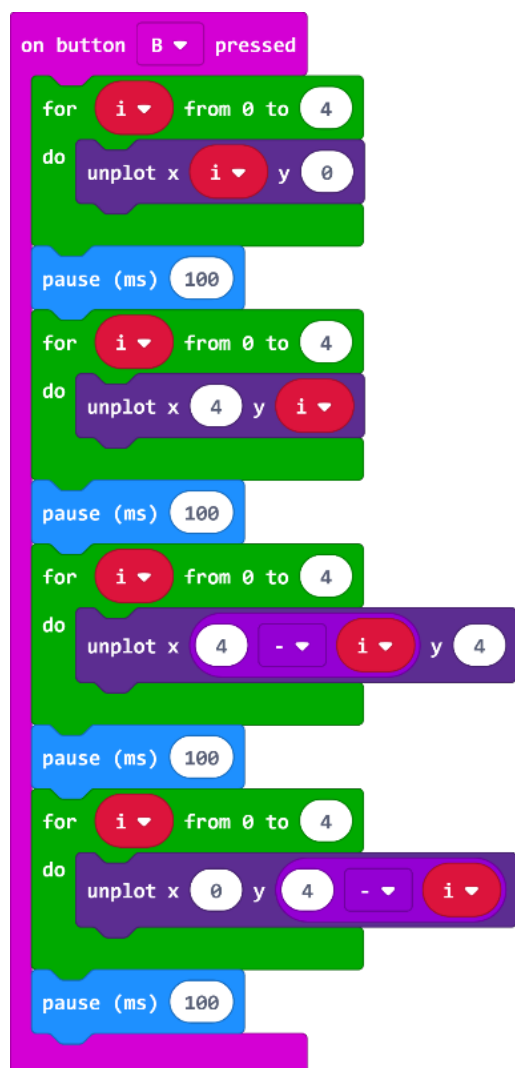 on button B pressed
for i from 0 to 4
do
unplot x i y 0
pause (ms) 100
for i from 0 to 4
do
unplot x 4 y i
pause (ms) 100
for i from 0 to 4
do
unplot x 4 - i y 4
pause (ms) 100
for i from 0 to 4
do
unplot x 0 y 4 - i
pause (ms) 100